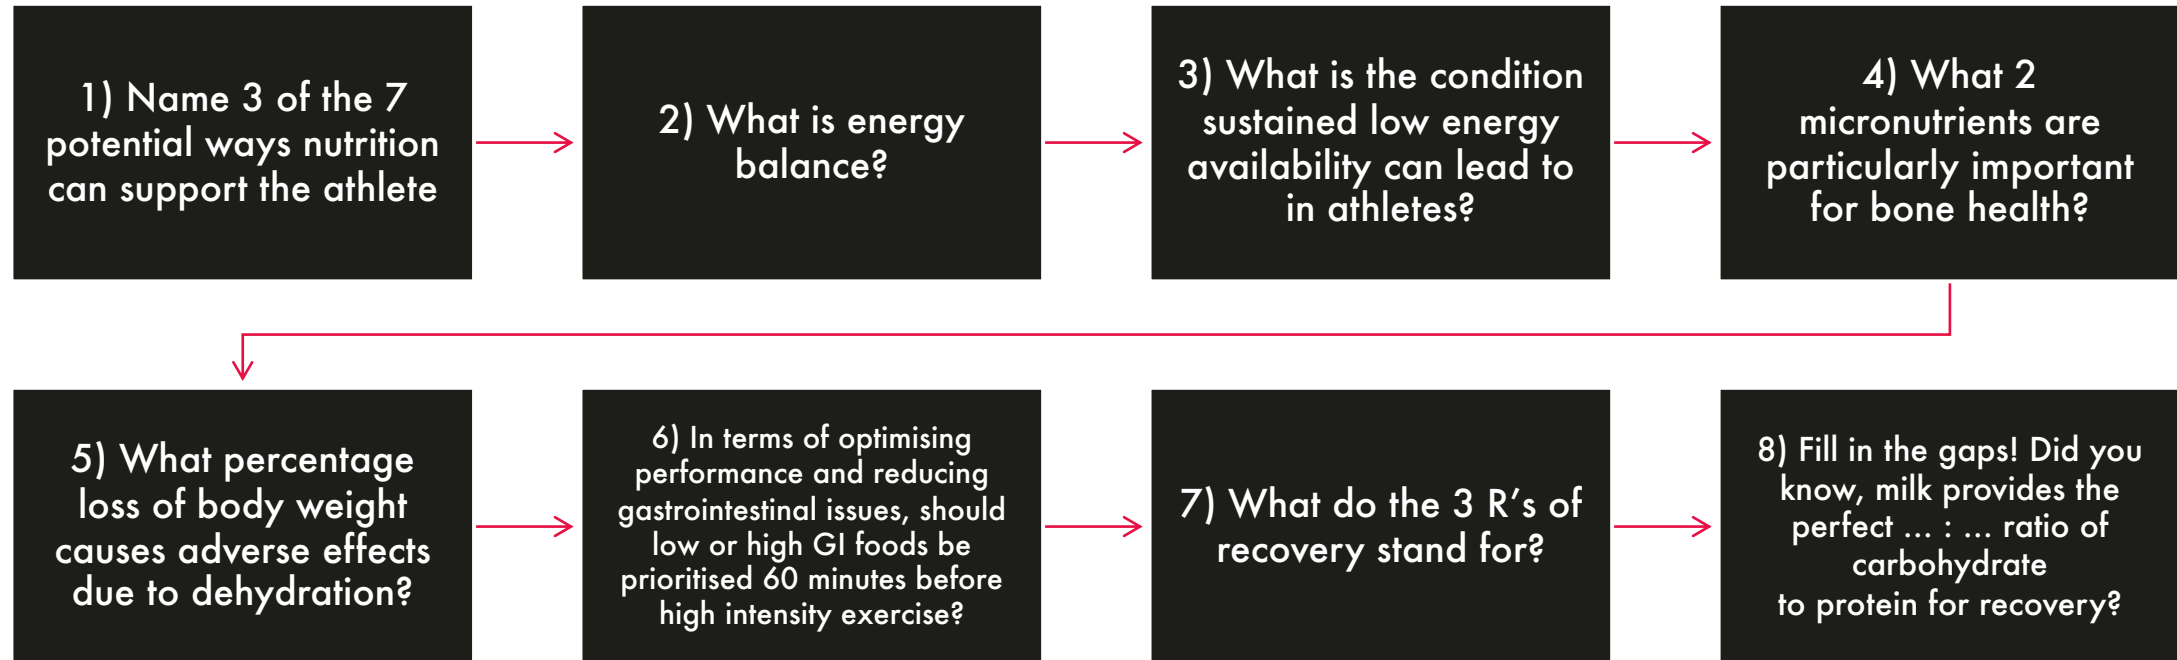 1) Name 3 of the 7
potential ways nutrition
can support the athlete
2) What is energy
balance?
3) What is the condition
sustained low energy
availability can lead to
in athletes?
4) What 2
micronutrients are
particularly important
for bone health?
5) What percentage
loss of body weight
causes adverse effects
due to dehydration?
6) In terms of optimising
performance and reducing
gastrointestinal issues, should
low or high GI foods be
prioritised 60 minutes before
high intensity exercise?
7) What do the 3 R’s of
recovery stand for?
8) Fill in the gaps! Did you
know, milk provides the
perfect ... : ... ratio of
carbohydrate
to protein for recovery?